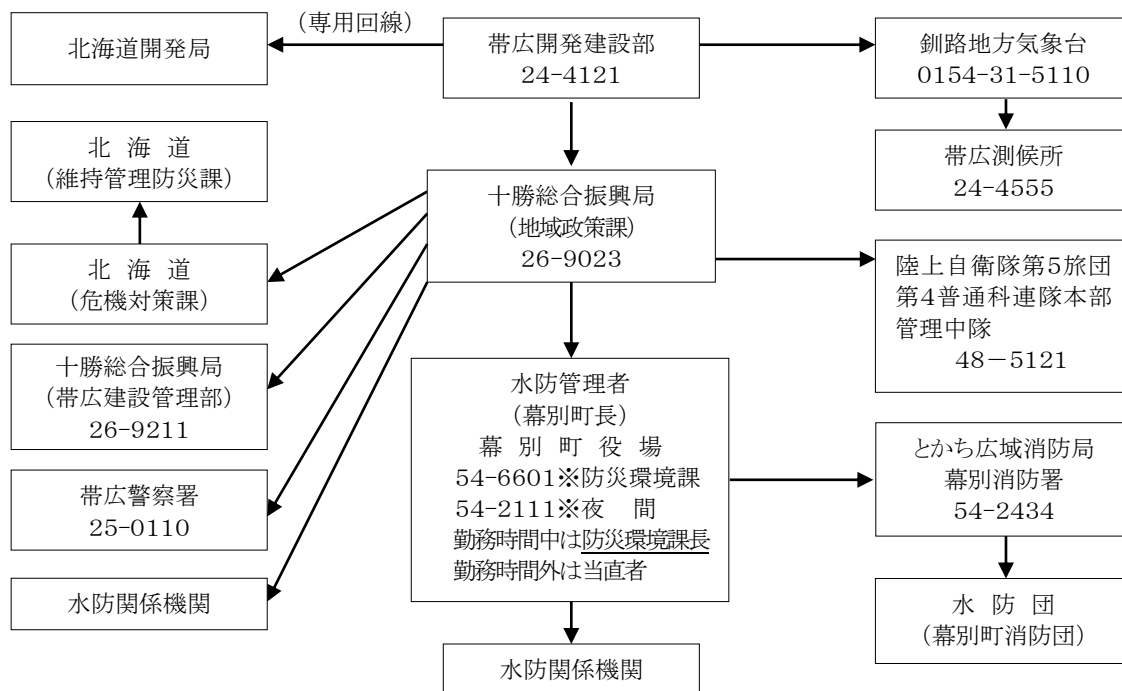 (専用回線)
北海道開発局
帯広開発建設部
24-4121
釧路地方気象台
0154-31-5110
北 海 道
(維持管理防災課)
帯広測候所
24-4555
十勝総合振興局
(地域政策課)
26-9023
北 海 道
(危機対策課)
陸上自衛隊第5旅団
第4普通科連隊本部
管理中隊
48-5121
十勝総合振興局
(帯広建設管理部)
26-9211
水防管理者
(幕別町長)
幕 別 町 役 場
54-6601※防災環境課
54-2111※夜 間
勤務時間中は防災環境課長
勤務時間外は当直者
とかち広域消防局
幕別消防署
54-2434
帯広警察署
25-0110
水防関係機関
水 防 団
(幕別町消防団)
水防関係機関